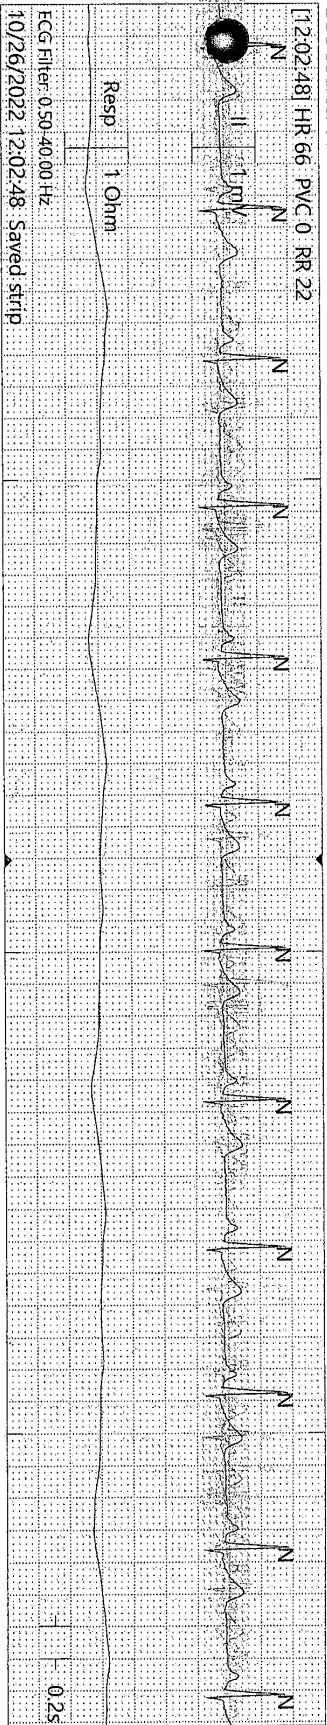 [12:02:48] HR 66 PVC 0 RR 22
N N N N N N N N N N N N
II 1 mV
Resp 1 Ohm
0.2s
ECG Filter: 0.50-40.00 Hz
10/26/2022 12:02:48 Saved strip